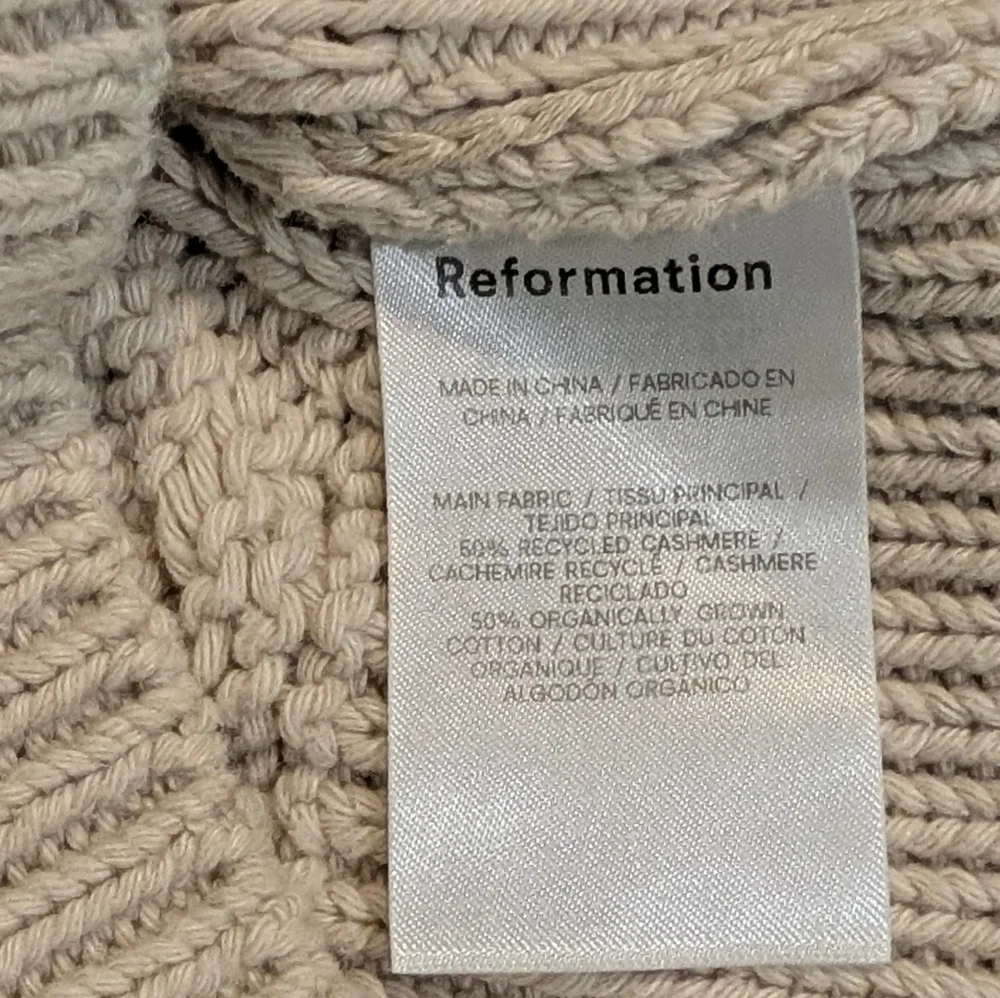 Reformation
MADE IN CHINA / FABRICADO EN
CHINA / FABRIQUÉ EN CHINE
MAIN FABRIC / TISSU PRINCIPAL /
TEJIDO PRINCIPAL
50% RECYCLED CASHMERE /
CACHEMIRE RECYCLÉ / CASHMERE
RECICLADO
50% ORGANICALLY GROWN
COTTON / CULTURE DU COTON
ORGANIQUE / CULTIVO DEL
ALGODÓN ORGÁNICO